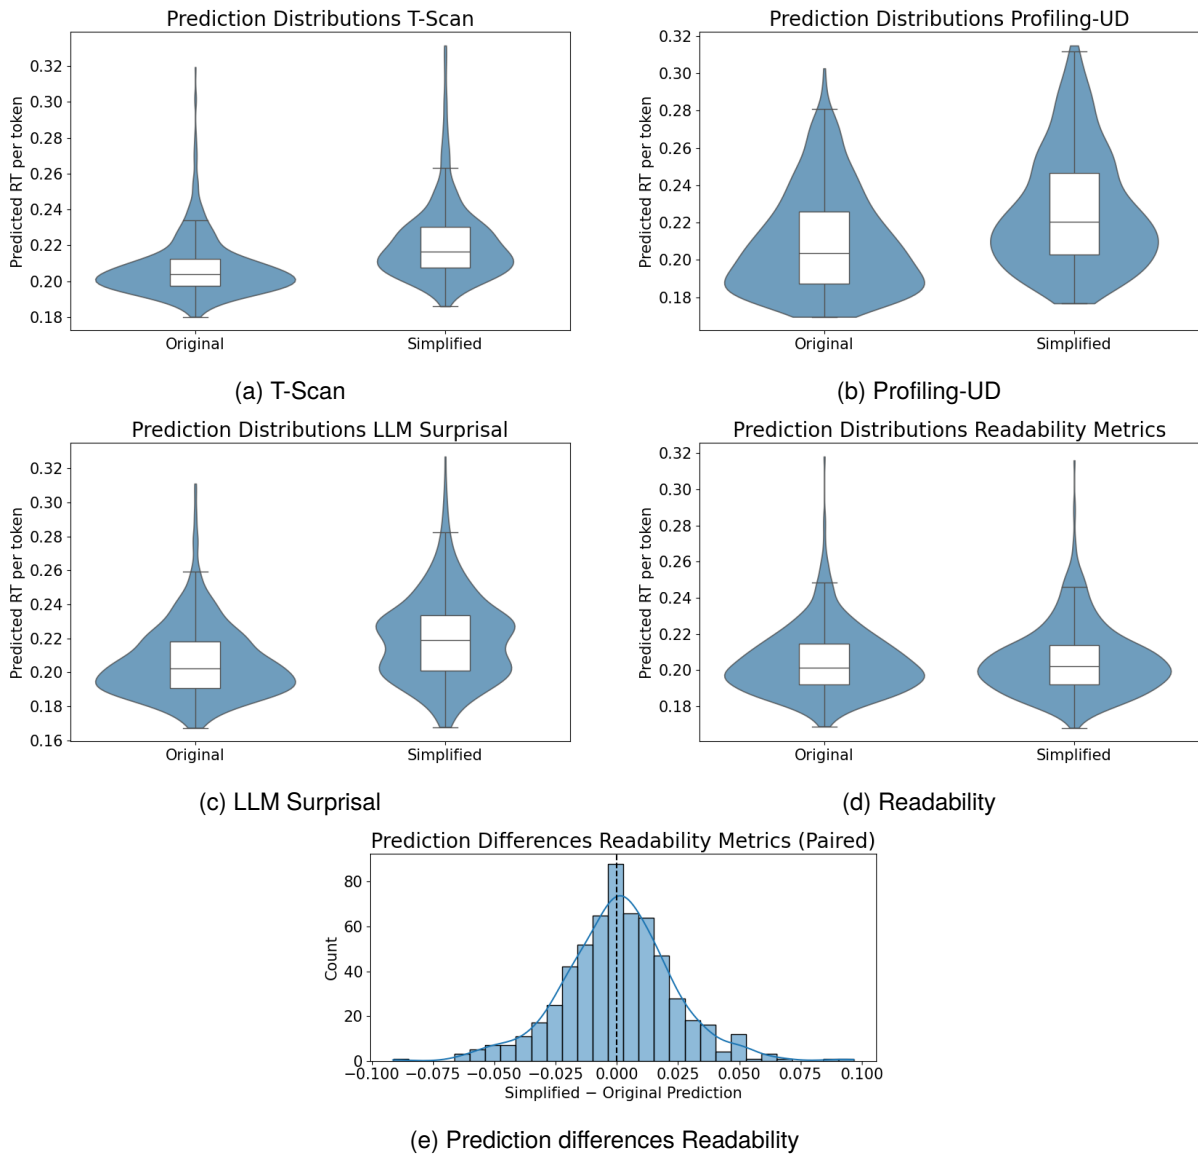 Prediction Distributions T-Scan
Predicted RT per token
0.32
0.30
0.28
0.26
0.24
0.22
0.20
0.18
Original Simplified
(a) T-Scan
Prediction Distributions Profiling-UD
Predicted RT per token
0.32
0.30
0.28
0.26
0.24
0.22
0.20
0.18
Original Simplified
(b) Profiling-UD
Prediction Distributions LLM Surprisal
Predicted RT per token
0.32
0.30
0.28
0.26
0.24
0.22
0.20
0.18
0.16
Original Simplified
(c) LLM Surprisal
Prediction Distributions Readability Metrics
Predicted RT per token
0.32
0.30
0.28
0.26
0.24
0.22
0.20
0.18
Original Simplified
(d) Readability
Prediction Differences Readability Metrics (Paired)
Count
80
60
40
20
0
−0.100 −0.075 −0.050 −0.025 0.000 0.025 0.050 0.075 0.100
Simplified − Original Prediction
(e) Prediction differences Readability